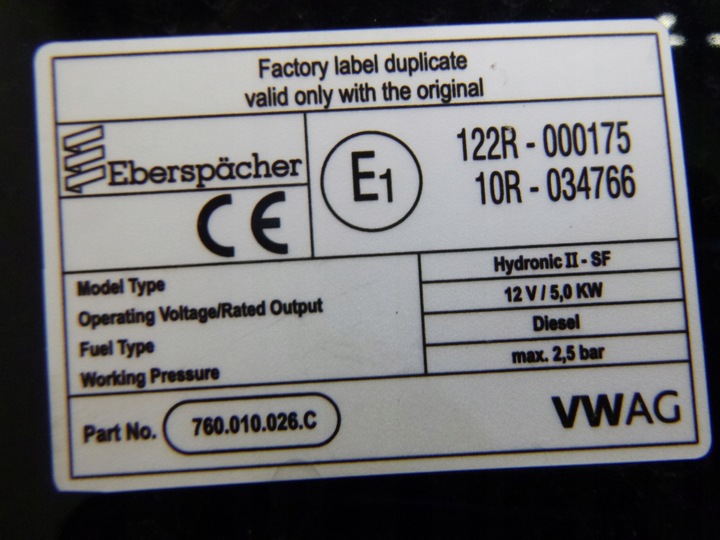 Factory label duplicate
valid only with the original
Eberspächer
CE
E1
122R - 000175
10R - 034766
Model Type
Hydronic II - SF
Operating Voltage/Rated Output
12 V / 5,0 KW
Fuel Type
Diesel
Working Pressure
max. 2,5 bar
Part No. 760.010.026.C
VWAG